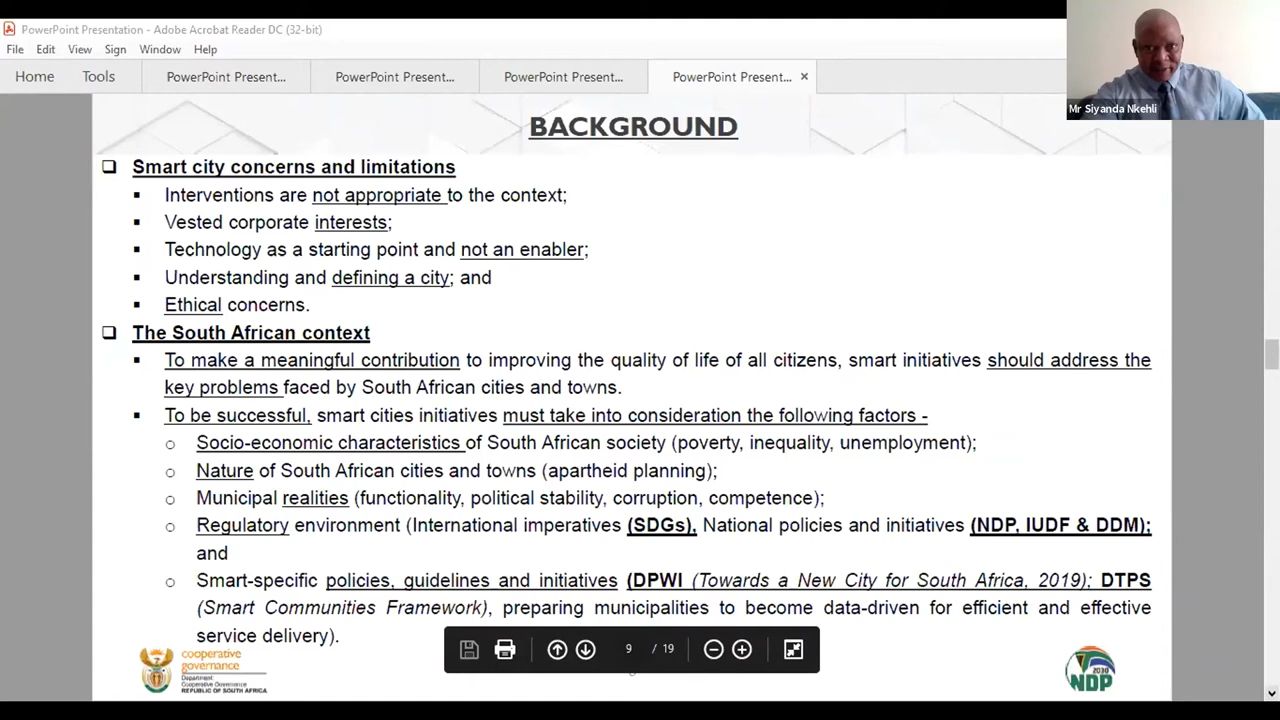 PowerPoint Presentation - Adobe Acrobat Reader DC (32-bit)
File Edit View Sign Window Help
Home Tools PowerPoint Present... PowerPoint Present... PowerPoint Present... PowerPoint Present... ×
Mr Siyanda Nkehli
BACKGROUND
Smart city concerns and limitations
Interventions are not appropriate to the context;
Vested corporate interests;
Technology as a starting point and not an enabler;
Understanding and defining a city; and
Ethical concerns.
The South African context
To make a meaningful contribution to improving the quality of life of all citizens, smart initiatives should address the
key problems faced by South African cities and towns.
To be successful, smart cities initiatives must take into consideration the following factors -
Socio-economic characteristics of South African society (poverty, inequality, unemployment);
Nature of South African cities and towns (apartheid planning);
Municipal realities (functionality, political stability, corruption, competence);
Regulatory environment (International imperatives (SDGs), National policies and initiatives (NDP, IUDF & DDM);
and
Smart-specific policies, guidelines and initiatives (DPWI (Towards a New City for South Africa, 2019); DTPS
(Smart Communities Framework), preparing municipalities to become data-driven for efficient and effective
service delivery).
9 / 19
cooperative
governance
Department:
Cooperative Governance
REPUBLIC OF SOUTH AFRICA
2030
NDP